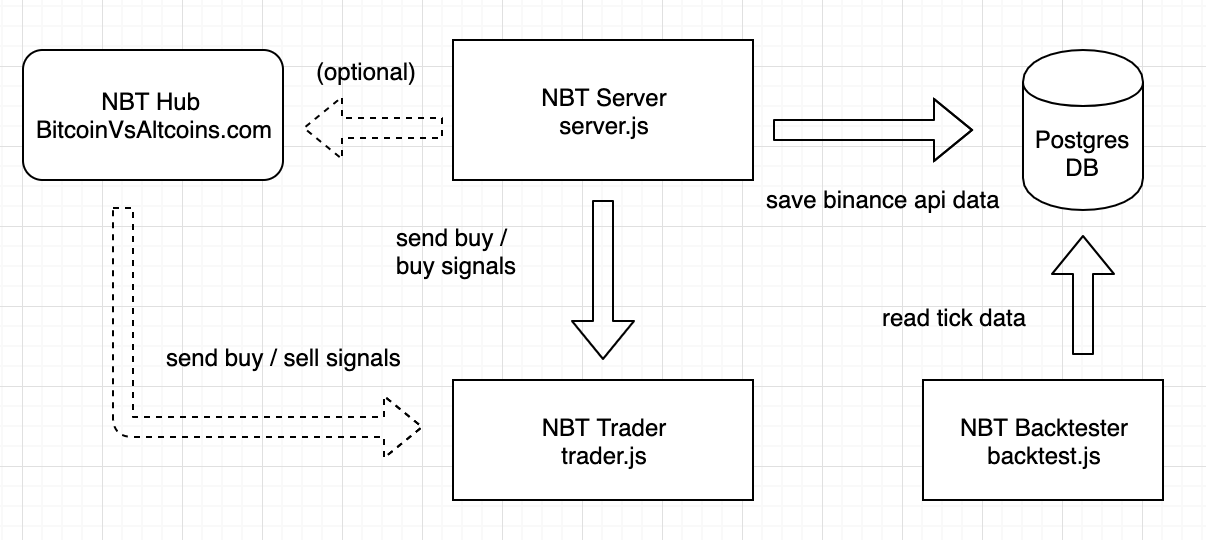 (optional)
NBT Hub
BitcoinVsAltcoins.com
NBT Server
server.js
Postgres
DB
save binance api data
send buy /
buy signals
read tick data
send buy / sell signals
NBT Trader
trader.js
NBT Backtester
backtest.js